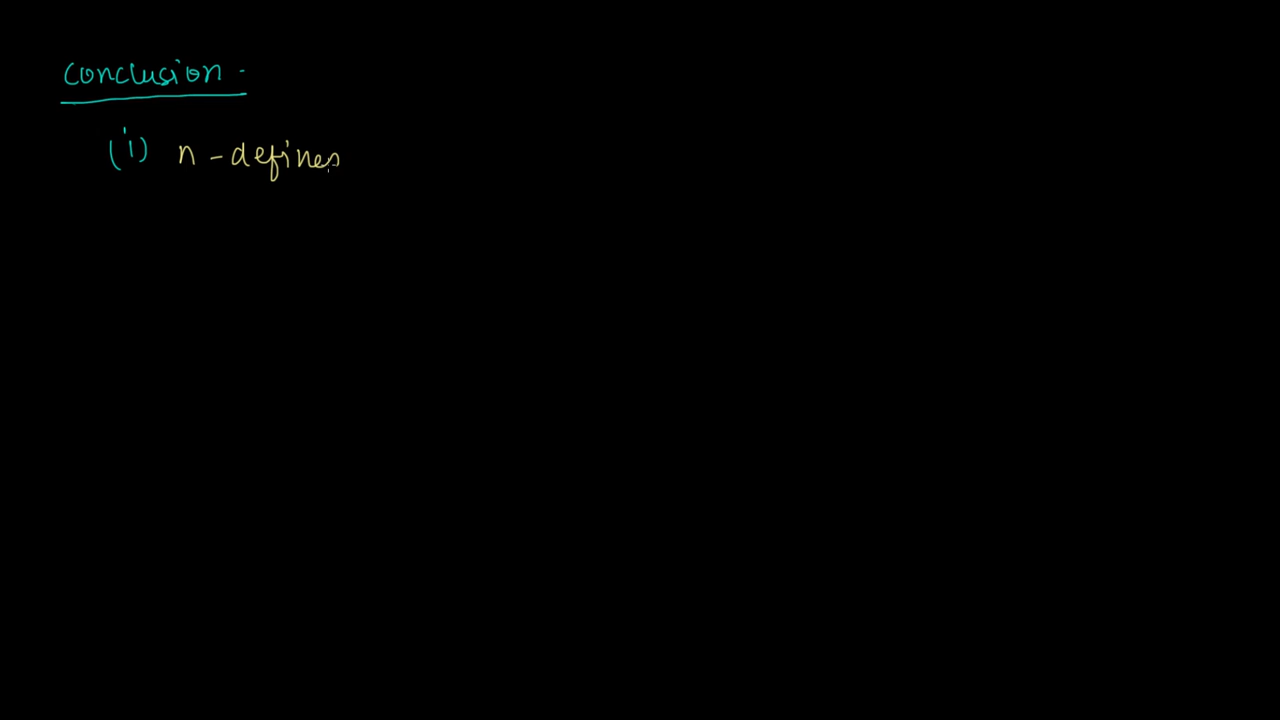 Conclusion -
(i) n - defines